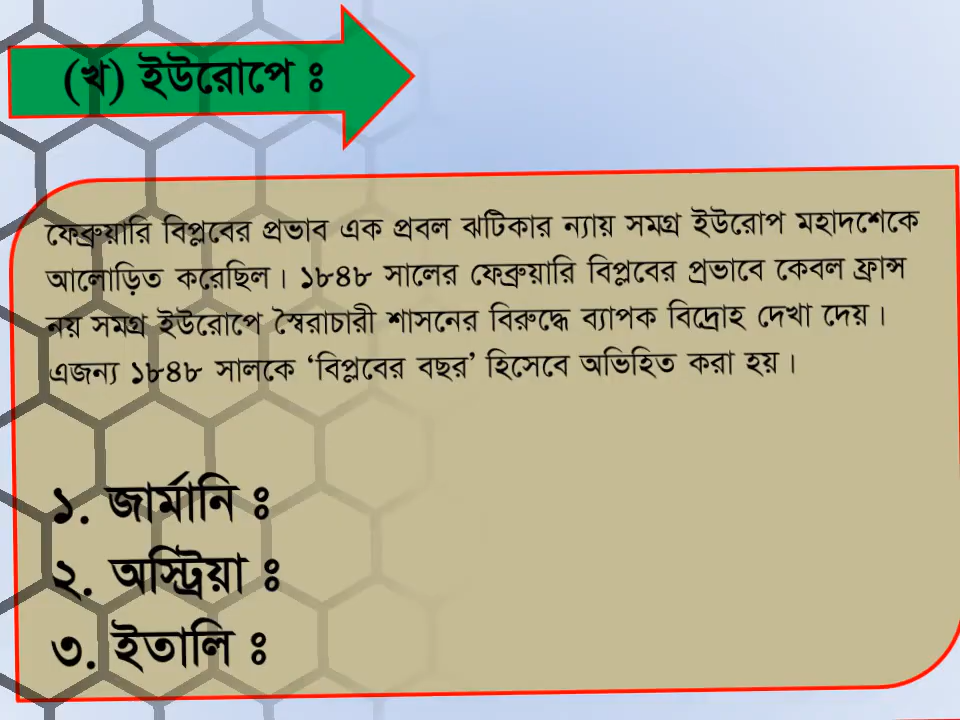 (খ) ইউরোপে ঃ
ফেব্রুয়ারি বিপ্লবের প্রভাব এক প্রবল ঝটিকার ন্যায় সমগ্র ইউরোপ মহাদেশকে
আলোড়িত করেছিল। ১৮৪৮ সালের ফেব্রুয়ারি বিপ্লবের প্রভাবে কেবল ফ্রান্স
নয় সমগ্র ইউরোপে স্বৈরাচারী শাসনের বিরুদ্ধে ব্যাপক বিদ্রোহ দেখা দেয়।
এজন্য ১৮৪৮ সালকে ‘বিপ্লবের বছর’ হিসেবে অভিহিত করা হয়।
১. জার্মানি ঃ
২. অস্ট্রিয়া ঃ
৩. ইতালি ঃ